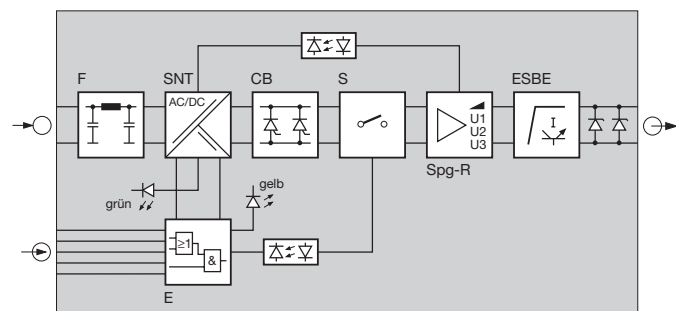 F SNT CB S ESBE
AC/DC
U1
U2
U3
I
Spg-R
grün
gelb
≥1
&
E